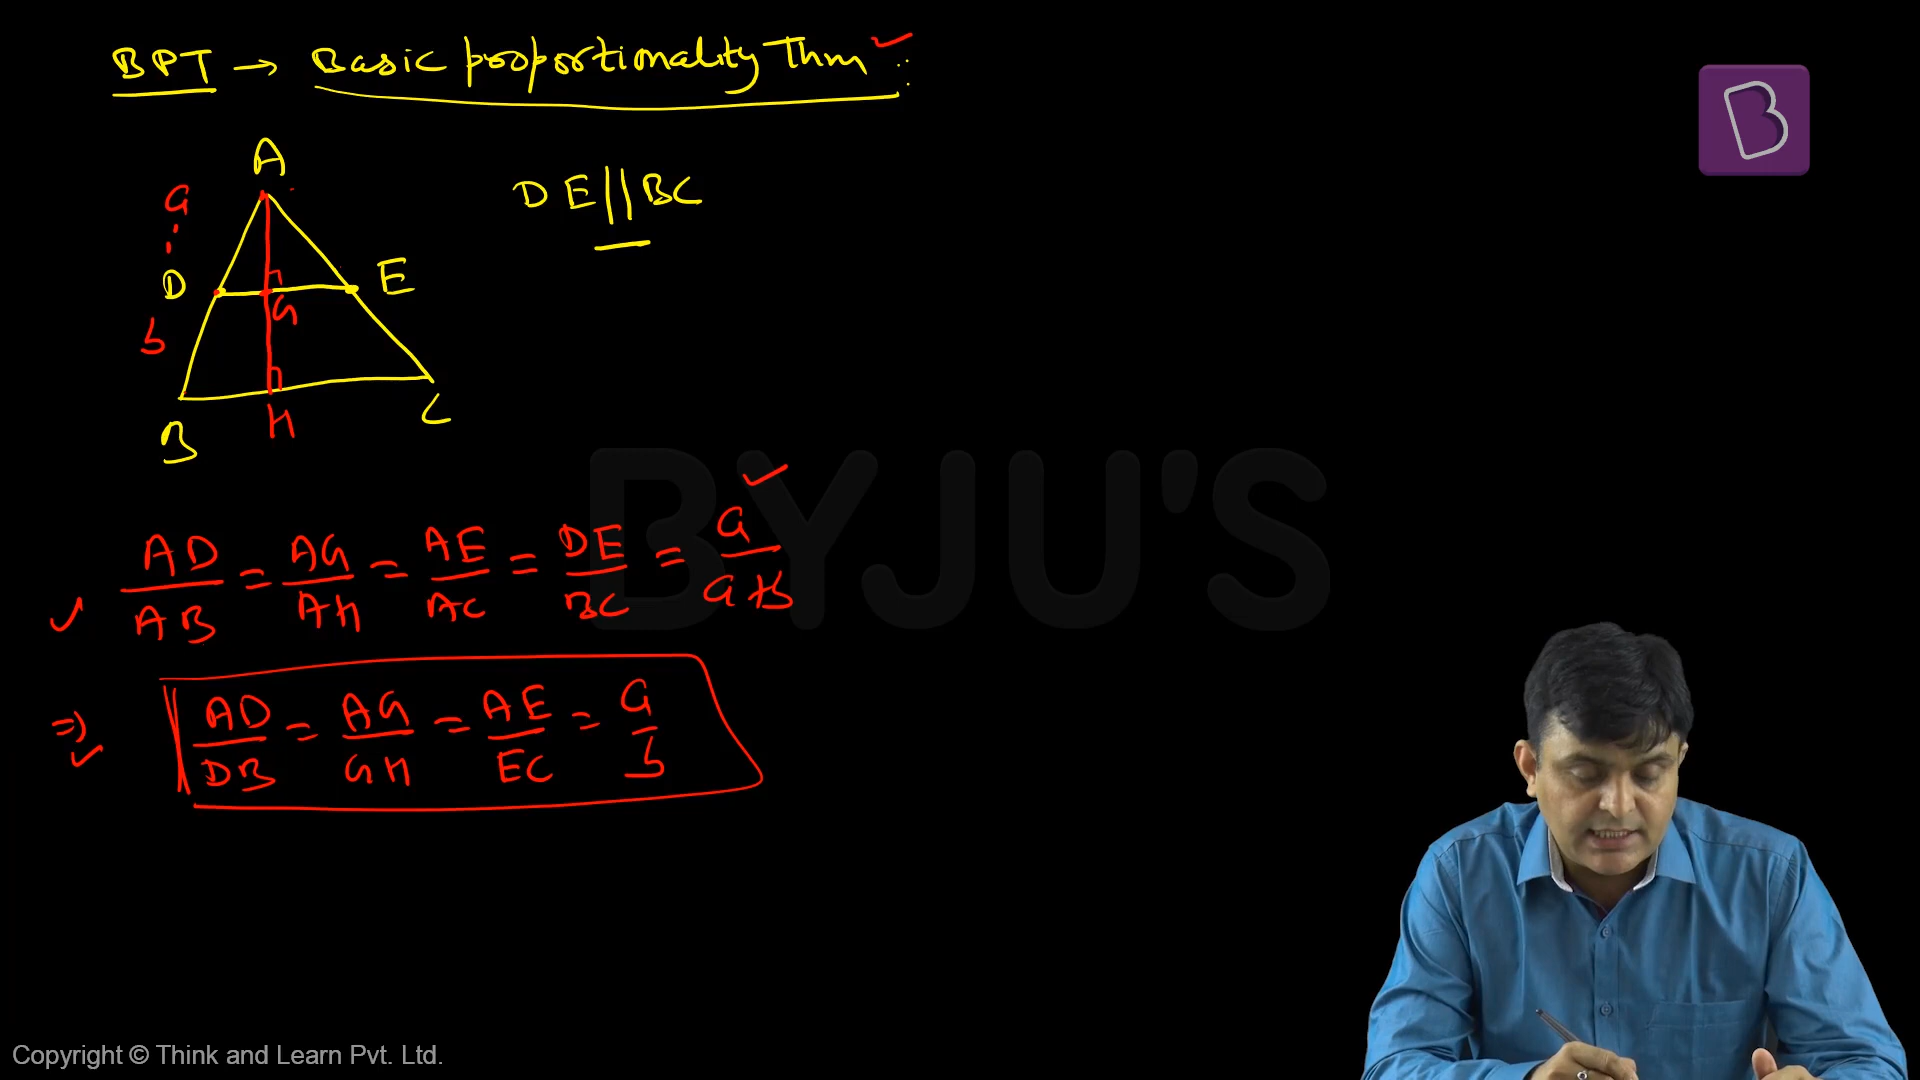 BPT → Basic proportionality Thm
A
a
DE||BC
D
E
G
b
B
H
C
BYJU'S
AD/AB = AG/AH = AE/AC = DE/BC = a/a+b
⇒ AD/DB = AG/GH = AE/EC = a/b
B
Copyright © Think and Learn Pvt. Ltd.